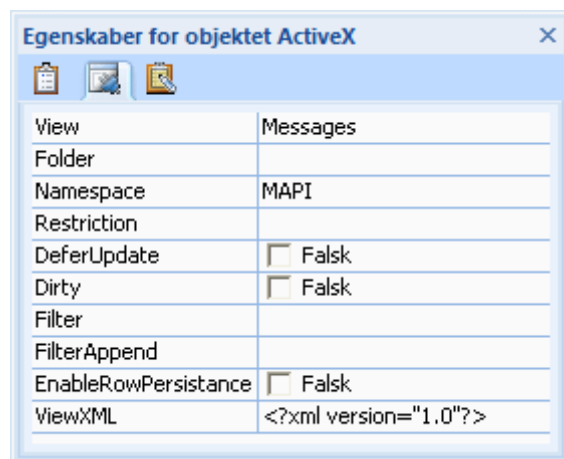 Egenskaber for objektet ActiveX
View Messages
Folder
Namespace MAPI
Restriction
DeferUpdate Falsk
Dirty Falsk
Filter
FilterAppend
EnableRowPersistance Falsk
ViewXML <?xml version="1.0"?>